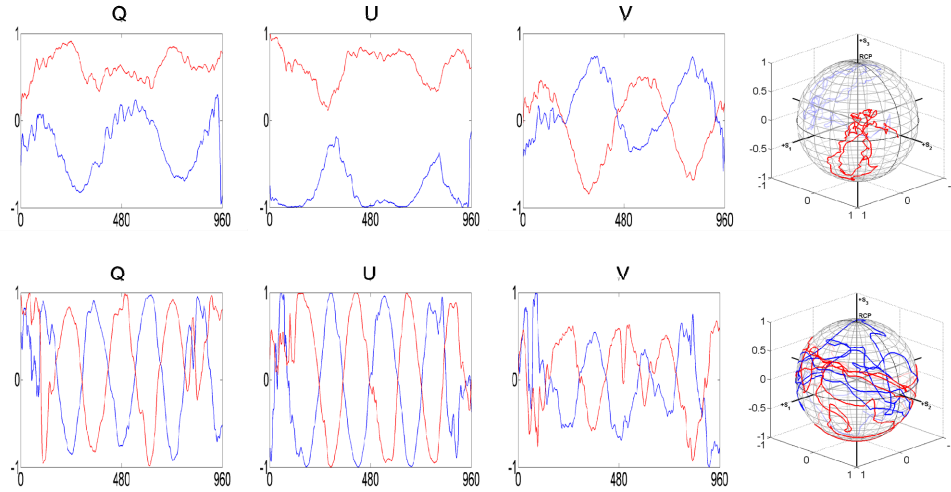 Q U V
+S3
1 1 1 1 RCP
0.5
0 0 0 0
-0.5 +S1 +S2
-1 -1 -1 -1
0 480 960 0 480 960 0 480 960 -1 0 1 1 0 -
Q U V
+S3
1 1 1 1 RCP
0.5
0 0 0 0
-0.5 +S1 +S2
-1 -1 -1 -1
0 480 960 0 480 960 0 480 960 -1 0 1 1 0 -